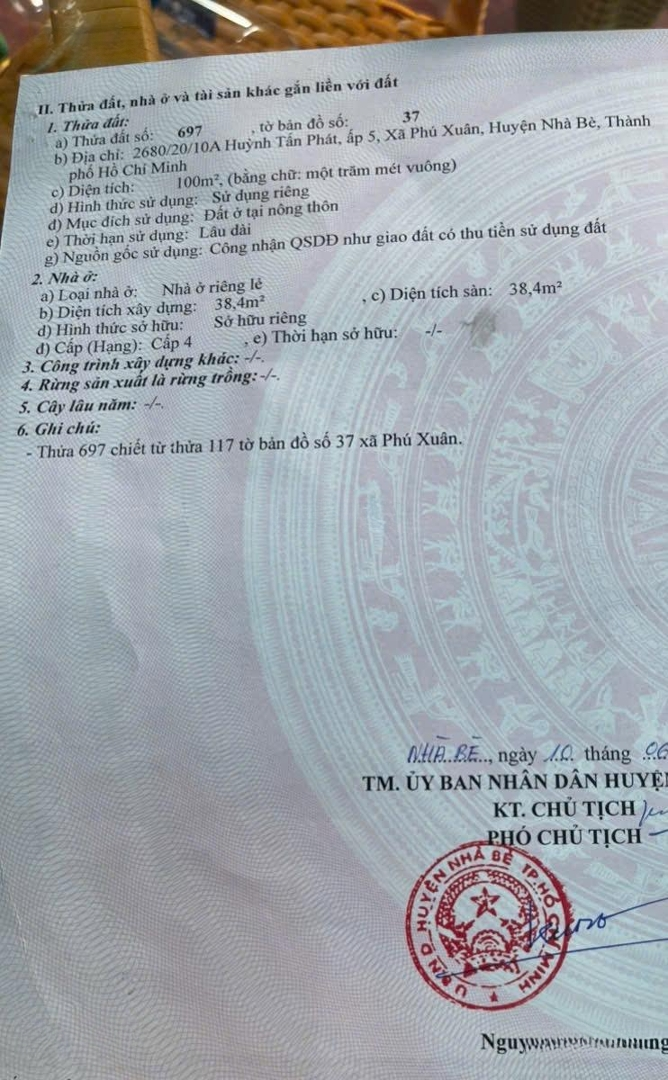 II. Thửa đất, nhà ở và tài sản khác gắn liền với đất
1. Thửa đất:
a) Thửa đất số: 697 , tờ bản đồ số: 37
b) Địa chỉ: 2680/20/10A Huỳnh Tấn Phát, ấp 5, Xã Phú Xuân, Huyện Nhà Bè, Thành
phố Hồ Chí Minh
c) Diện tích: 100m², (bằng chữ: một trăm mét vuông)
d) Hình thức sử dụng: Sử dụng riêng
đ) Mục đích sử dụng: Đất ở tại nông thôn
e) Thời hạn sử dụng: Lâu dài
g) Nguồn gốc sử dụng: Công nhận QSDĐ như giao đất có thu tiền sử dụng đất
2. Nhà ở:
a) Loại nhà ở: Nhà ở riêng lẻ
b) Diện tích xây dựng: 38,4m² , c) Diện tích sàn: 38,4m²
d) Hình thức sở hữu: Sở hữu riêng
đ) Cấp (Hạng): Cấp 4 , e) Thời hạn sở hữu: -/-
3. Công trình xây dựng khác: -/-.
4. Rừng sản xuất là rừng trồng: -/-.
5. Cây lâu năm: -/-.
6. Ghi chú:
- Thửa 697 chiết từ thửa 117 tờ bản đồ số 37 xã Phú Xuân.
NHÀ BÈ, ngày 10 tháng 06
TM. ỦY BAN NHÂN DÂN HUYỆN
KT. CHỦ TỊCH
PHÓ CHỦ TỊCH
U.B.N.D HUYỆN NHÀ BÈ TP. HỒ CHÍ MINH